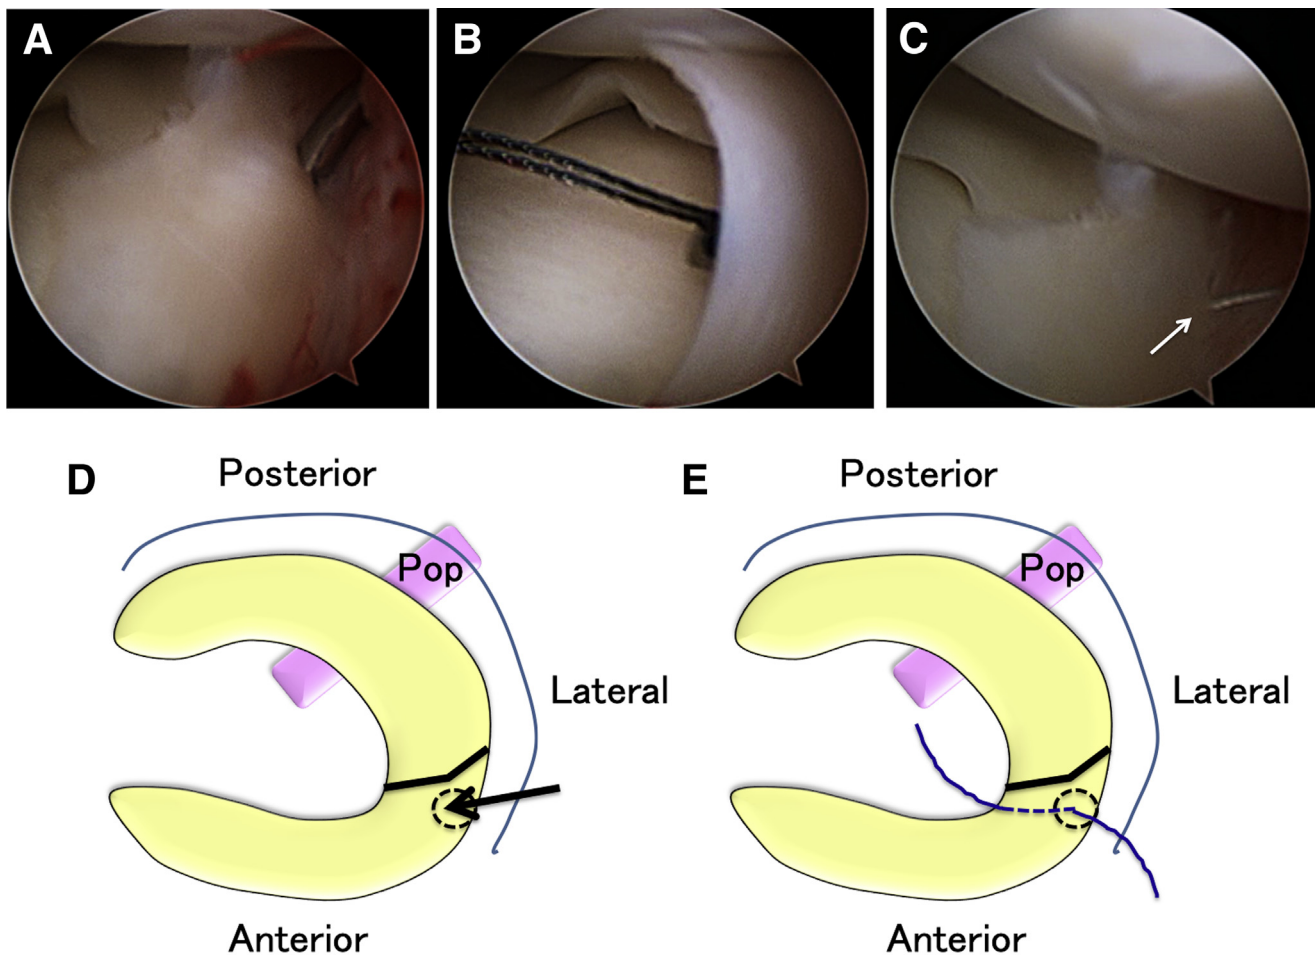 A B C
D E
Posterior Posterior
Pop Pop
Lateral Lateral
Anterior Anterior